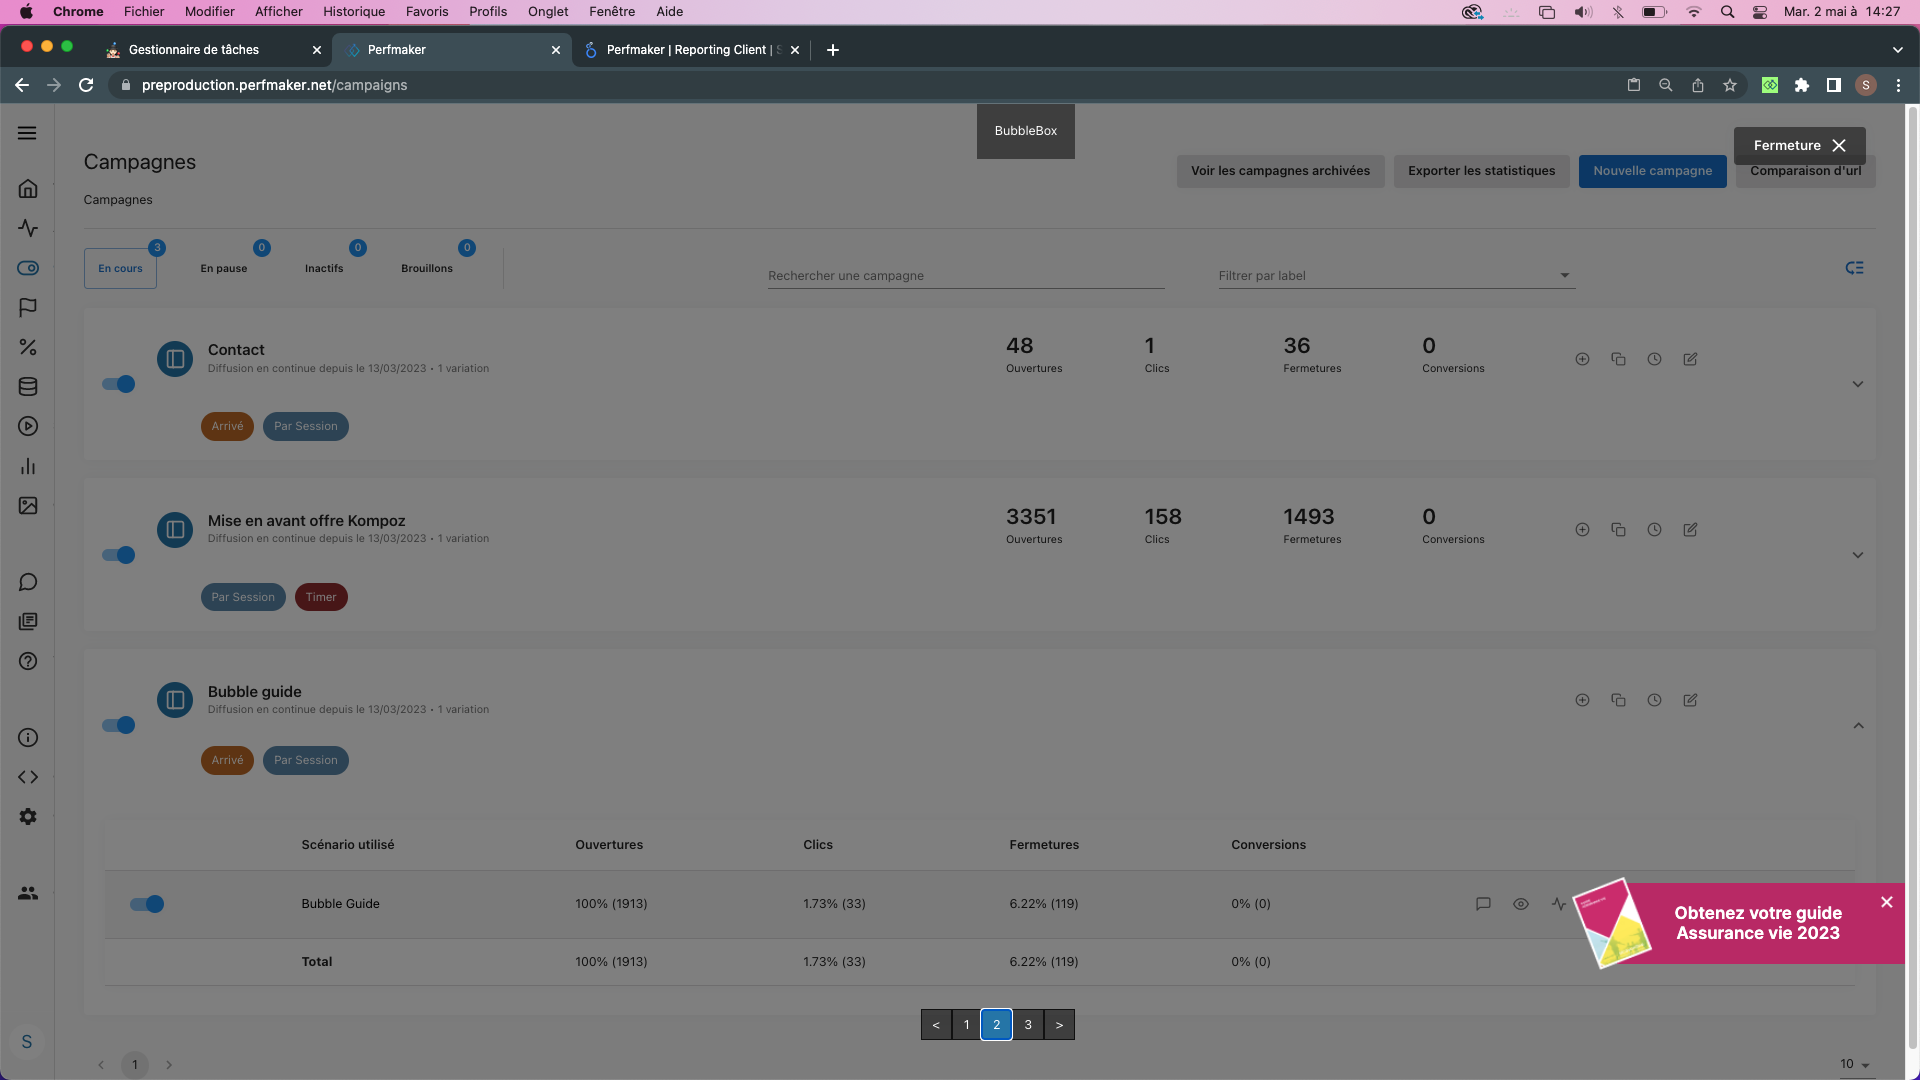 Chrome Fichier Modifier Afficher Historique Favoris Profils Onglet Fenêtre Aide Mar. 2 mai à 14:27
Gestionnaire de tâches Perfmaker Perfmaker | Reporting Client |
preproduction.perfmaker.net/campaigns S
BubbleBox
Fermeture
Campagnes
Voir les campagnes archivées Exporter les statistiques Nouvelle campagne Comparaison d'url
Campagnes
3 0 0 0
En cours En pause Inactifs Brouillons
Rechercher une campagne Filtrer par label
Contact 48 1 36 0
Diffusion en continue depuis le 13/03/2023 • 1 variation Ouvertures Clics Fermetures Conversions
Arrivé Par Session
Mise en avant offre Kompoz 3351 158 1493 0
Diffusion en continue depuis le 13/03/2023 • 1 variation Ouvertures Clics Fermetures Conversions
Par Session Timer
Bubble guide
Diffusion en continue depuis le 13/03/2023 • 1 variation
Arrivé Par Session
Scénario utilisé Ouvertures Clics Fermetures Conversions
Bubble Guide 100% (1913) 1.73% (33) 6.22% (119) 0% (0)
Obtenez votre guide
Assurance vie 2023
Total 100% (1913) 1.73% (33) 6.22% (119) 0% (0)
< 1 2 3 >
S
1 10